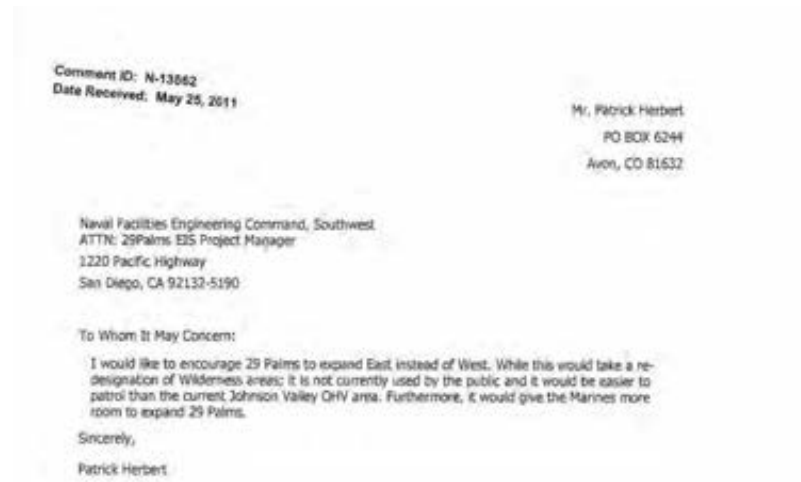 Comment ID: N-13862
Date Received: May 25, 2011
Mr. Patrick Herbert
PO BOX 6244
Avon, CO 81632
Naval Facilities Engineering Command, Southwest
ATTN: 29Palms EIS Project Manager
1220 Pacific Highway
San Diego, CA 92132-5190
To Whom It May Concern:
I would like to encourage 29 Palms to expand East instead of West. While this would take a re-
designation of Wilderness areas; it is not currently used by the public and it would be easier to
patrol than the current Johnson Valley OHV area. Furthermore, it would give the Marines more
room to expand 29 Palms.
Sincerely,
Patrick Herbert